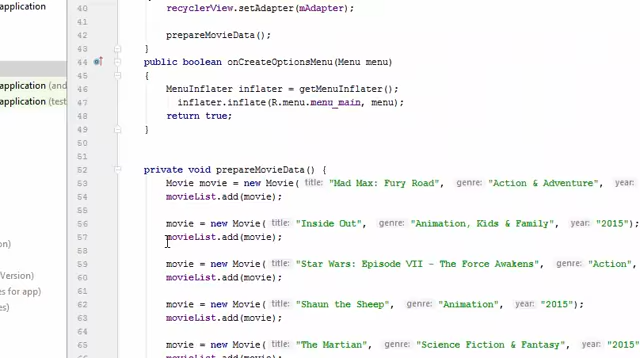 application
40 recyclerView.setAdapter(mAdapter);
41
42 prepareMovieData();
43 }
44 public boolean onCreateOptionsMenu(Menu menu)
45 {
46 MenuInflater inflater = getMenuInflater();
47 inflater.inflate(R.menu.menu_main, menu);
48 return true;
49 }
50
51
52 private void prepareMovieData() {
53 Movie movie = new Movie( title: "Mad Max: Fury Road", genre: "Action & Adventure", year:
54 movieList.add(movie);
55
56 movie = new Movie( title: "Inside Out", genre: "Animation, Kids & Family", year: "2015");
57 movieList.add(movie);
58
59 movie = new Movie( title: "Star Wars: Episode VII - The Force Awakens", genre: "Action",
60 movieList.add(movie);
61
62 movie = new Movie( title: "Shaun the Sheep", genre: "Animation", year: "2015");
63 movieList.add(movie);
64
65 movie = new Movie( title: "The Martian", genre: "Science Fiction & Fantasy", year: "2015
66 movieList.add(movie);
application (and
application (test
on)
Version)
es for app)
s)